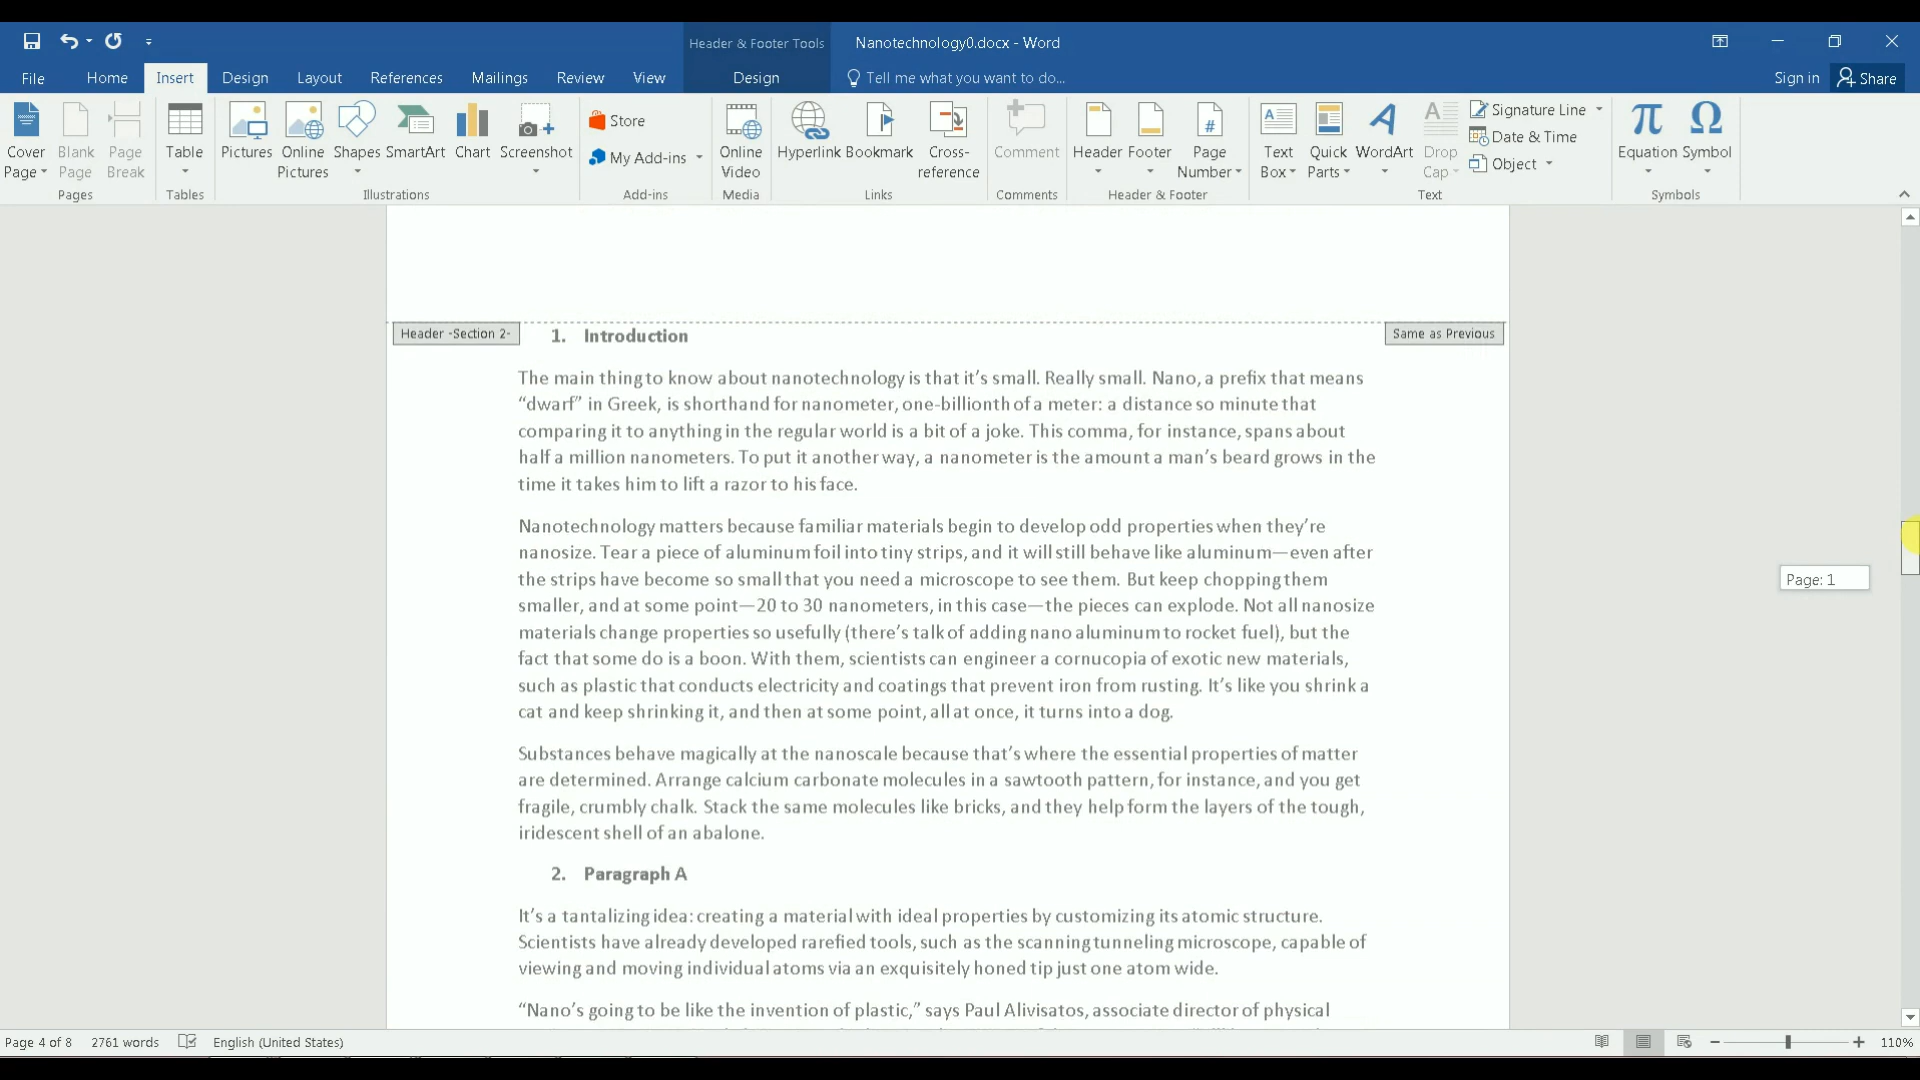 Header & Footer Tools
Nanotechnology0.docx - Word
File
Home
Insert
Design
Layout
References
Mailings
Review
View
Design
Tell me what you want to do...
Sign in
Share
Cover Page
Blank Page
Page Break
Pages
Table
Tables
Pictures
Online Pictures
Shapes
SmartArt
Chart
Screenshot
Illustrations
Store
My Add-ins
Add-ins
Online Video
Media
Hyperlink
Bookmark
Cross-reference
Links
Comment
Comments
Header
Footer
Page Number
Header & Footer
Text Box
Quick Parts
WordArt
Drop Cap
Signature Line
Date & Time
Object
Text
Equation
Symbol
Symbols
Header -Section 2-
Same as Previous
1. Introduction
The main thing to know about nanotechnology is that it’s small. Really small. Nano, a prefix that means
“dwarf” in Greek, is shorthand for nanometer, one-billionth of a meter: a distance so minute that
comparing it to anything in the regular world is a bit of a joke. This comma, for instance, spans about
half a million nanometers. To put it another way, a nanometer is the amount a man’s beard grows in the
time it takes him to lift a razor to his face.
Nanotechnology matters because familiar materials begin to develop odd properties when they’re
nanosize. Tear a piece of aluminum foil into tiny strips, and it will still behave like aluminum—even after
the strips have become so small that you need a microscope to see them. But keep chopping them
smaller, and at some point—20 to 30 nanometers, in this case—the pieces can explode. Not all nanosize
materials change properties so usefully (there’s talk of adding nano aluminum to rocket fuel), but the
fact that some do is a boon. With them, scientists can engineer a cornucopia of exotic new materials,
such as plastic that conducts electricity and coatings that prevent iron from rusting. It’s like you shrink a
cat and keep shrinking it, and then at some point, all at once, it turns into a dog.
Substances behave magically at the nanoscale because that’s where the essential properties of matter
are determined. Arrange calcium carbonate molecules in a sawtooth pattern, for instance, and you get
fragile, crumbly chalk. Stack the same molecules like bricks, and they help form the layers of the tough,
iridescent shell of an abalone.
2. Paragraph A
It’s a tantalizing idea: creating a material with ideal properties by customizing its atomic structure.
Scientists have already developed rarefied tools, such as the scanning tunneling microscope, capable of
viewing and moving individual atoms via an exquisitely honed tip just one atom wide.
“Nano’s going to be like the invention of plastic,” says Paul Alivisatos, associate director of physical
Page: 1
Page 4 of 8
2761 words
English (United States)
110%